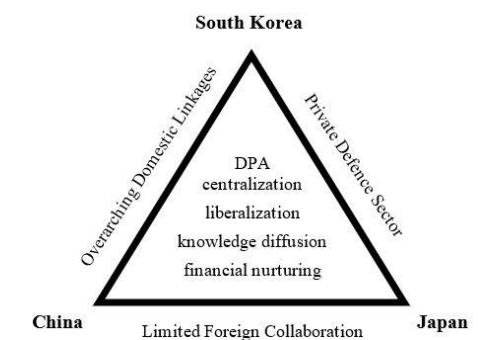 South Korea
Overarching Domestic Linkages
Private Defence Sector
DPA
centralization
liberalization
knowledge diffusion
financial nurturing
China
Japan
Limited Foreign Collaboration